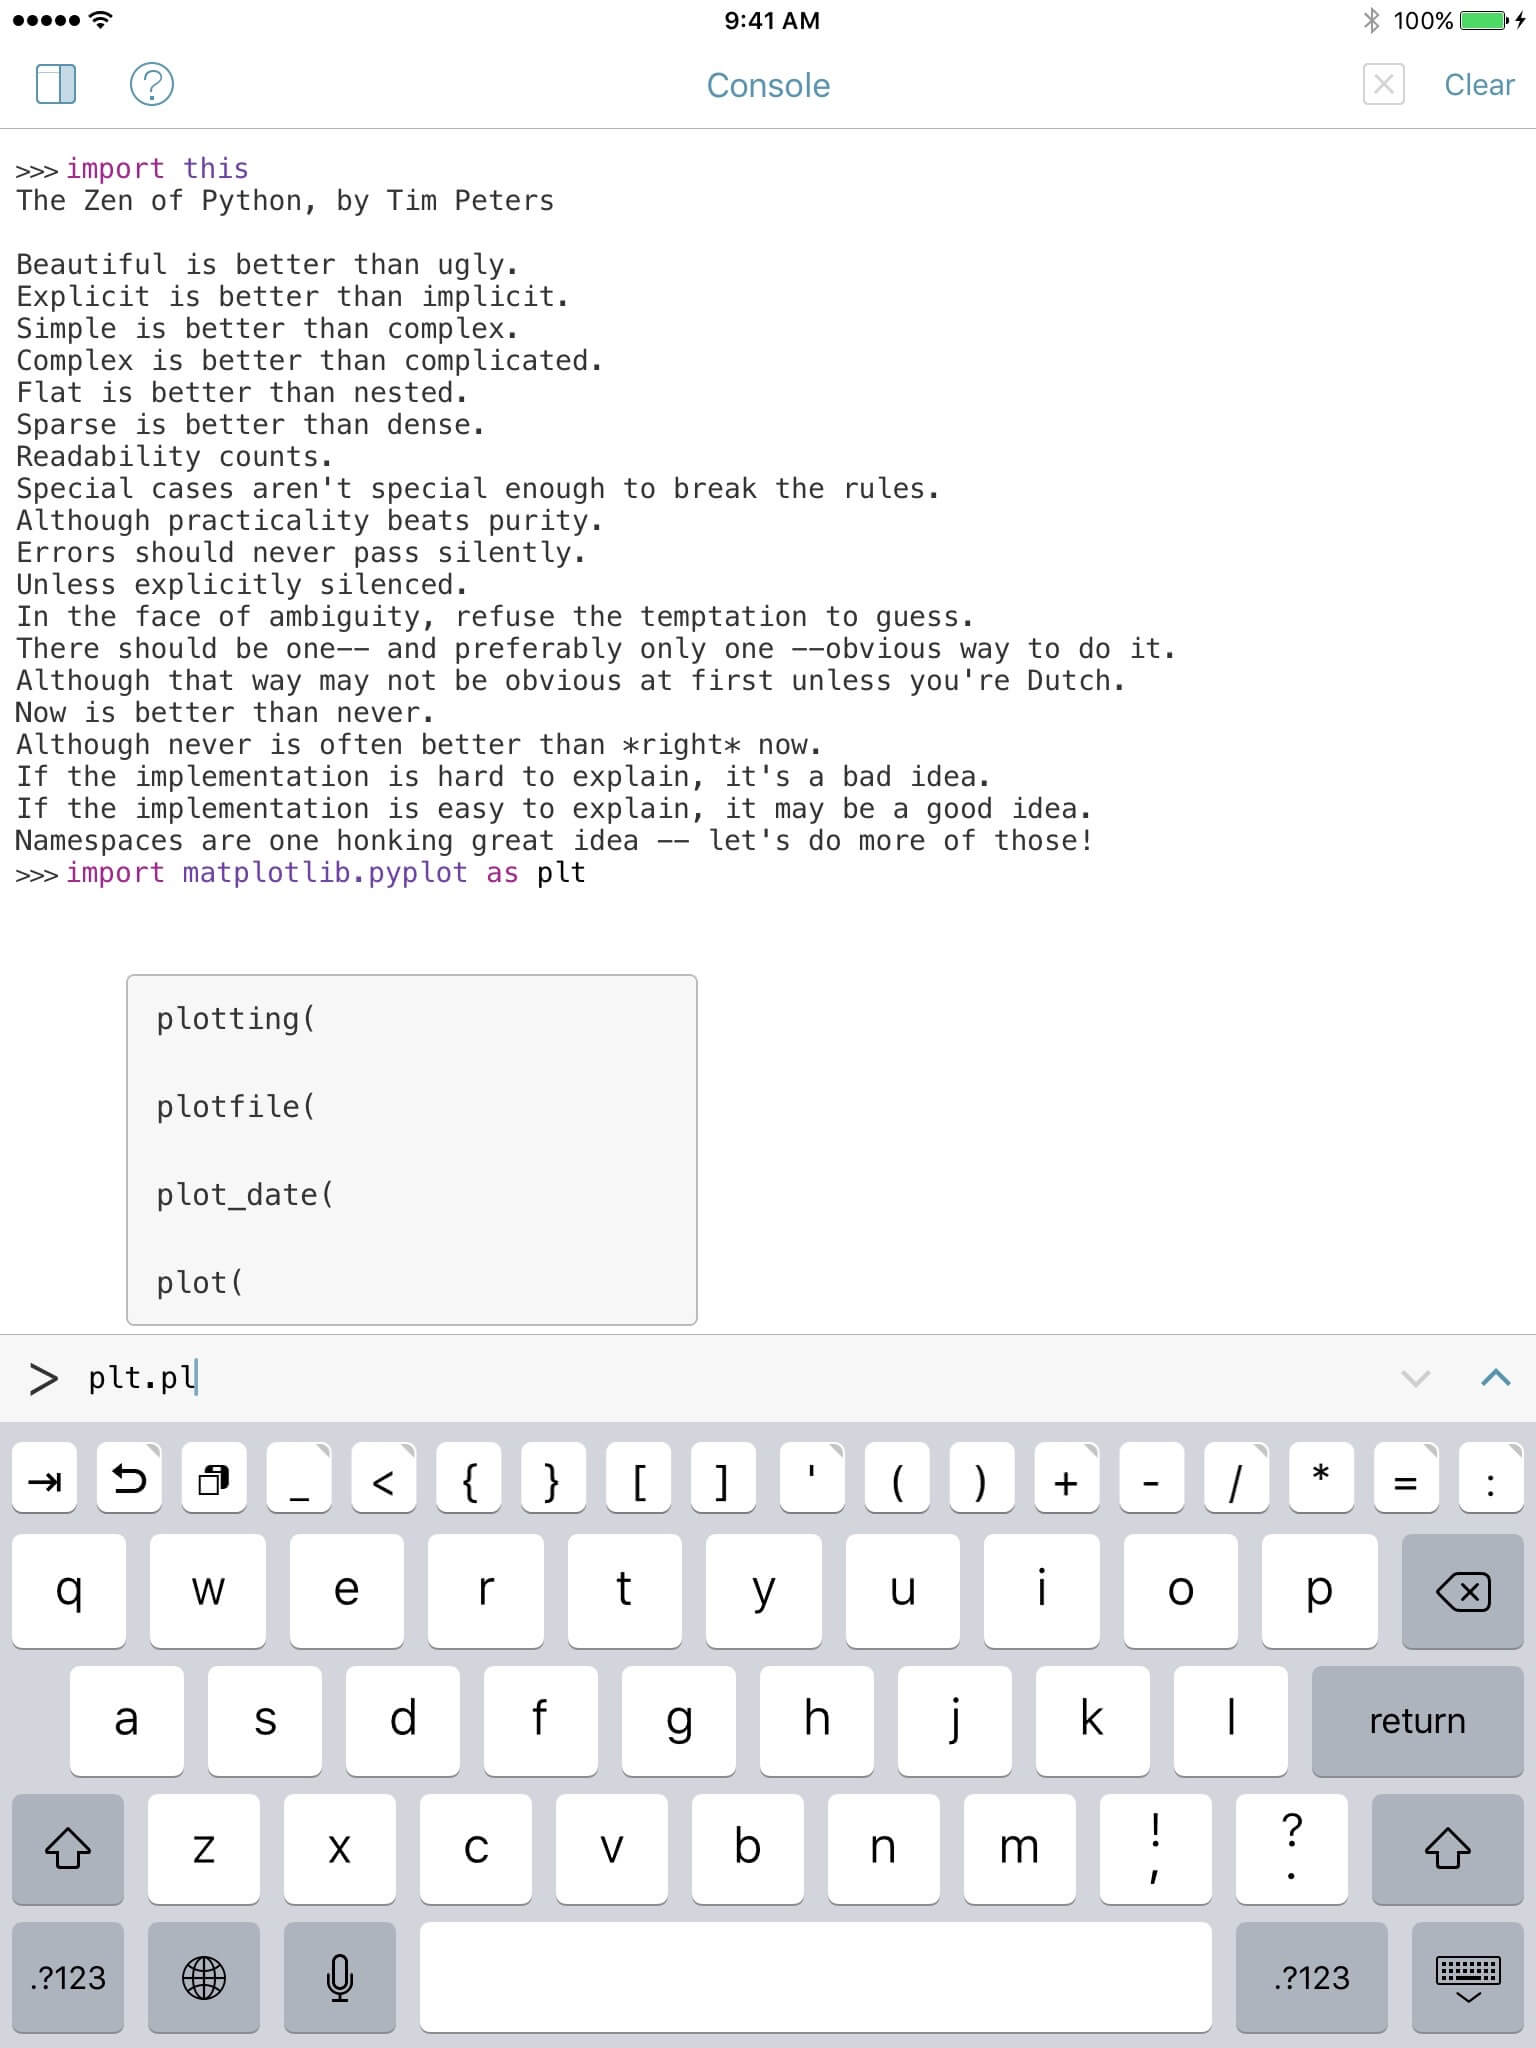 9:41 AM
100%
Console
Clear
>>> import this
The Zen of Python, by Tim Peters
Beautiful is better than ugly.
Explicit is better than implicit.
Simple is better than complex.
Complex is better than complicated.
Flat is better than nested.
Sparse is better than dense.
Readability counts.
Special cases aren't special enough to break the rules.
Although practicality beats purity.
Errors should never pass silently.
Unless explicitly silenced.
In the face of ambiguity, refuse the temptation to guess.
There should be one-- and preferably only one --obvious way to do it.
Although that way may not be obvious at first unless you're Dutch.
Now is better than never.
Although never is often better than *right* now.
If the implementation is hard to explain, it's a bad idea.
If the implementation is easy to explain, it may be a good idea.
Namespaces are one honking great idea -- let's do more of those!
>>> import matplotlib.pyplot as plt
plotting(
plotfile(
plot_date(
plot(
> plt.pl
_ < { } [ ] ' ( ) + - / * = :
q w e r t y u i o p
a s d f g h j k l return
z x c v b n m ! , ? .
.?123 .?123